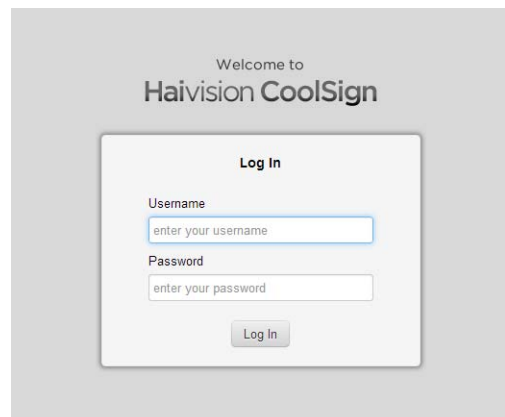 Welcome to
Haivision CoolSign
Log In
Username
enter your username
Password
enter your password
Log In